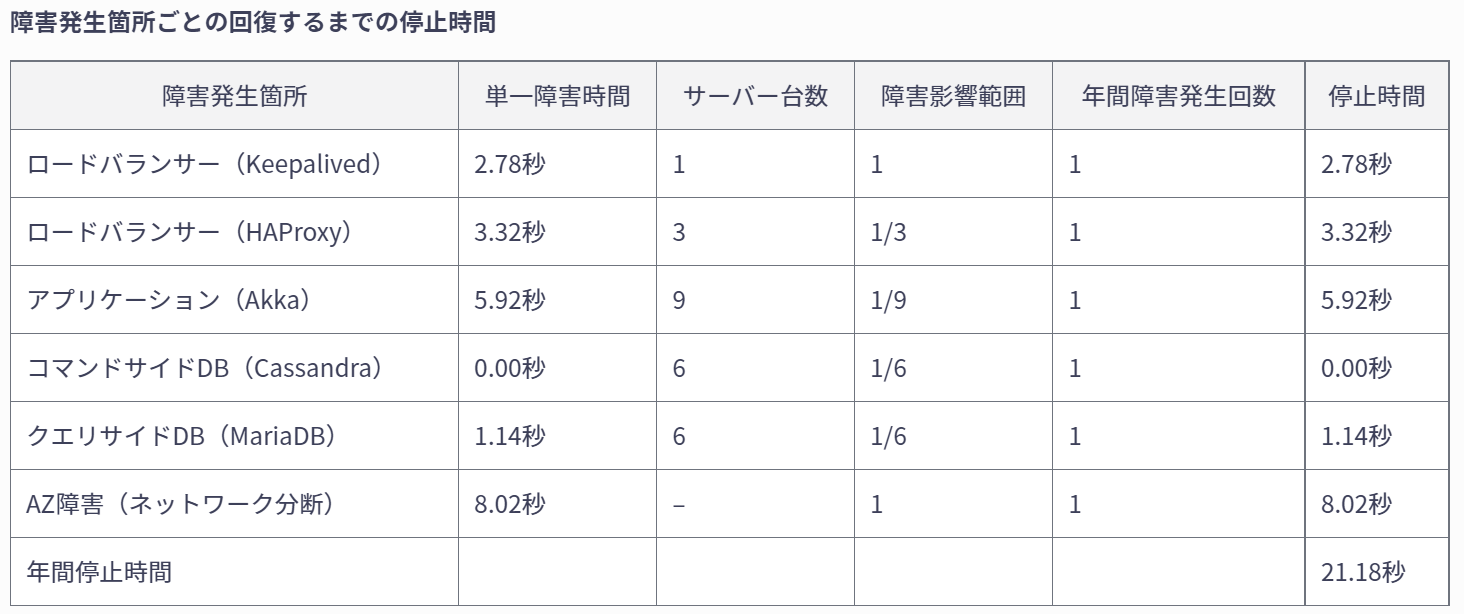 障害発生箇所ごとの回復するまでの停止時間
障害発生箇所 単一障害時間 サーバー台数 障害影響範囲 年間障害発生回数 停止時間
ロードバランサー（Keepalived） 2.78秒 1 1 1 2.78秒
ロードバランサー（HAProxy） 3.32秒 3 1/3 1 3.32秒
アプリケーション（Akka） 5.92秒 9 1/9 1 5.92秒
コマンドサイドDB（Cassandra） 0.00秒 6 1/6 1 0.00秒
クエリサイドDB（MariaDB） 1.14秒 6 1/6 1 1.14秒
AZ障害（ネットワーク分断） 8.02秒 – 1 1 8.02秒
年間停止時間 21.18秒